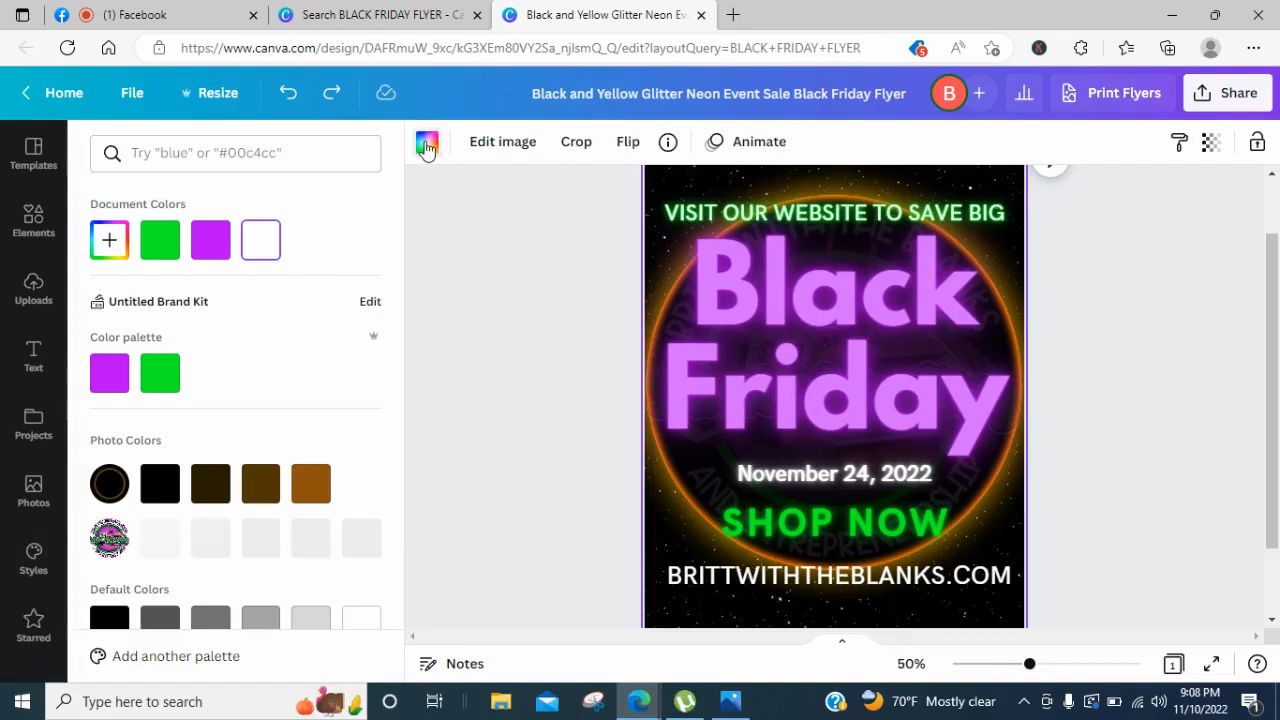 (1) Facebook
Search BLACK FRIDAY FLYER - Ca
Black and Yellow Glitter Neon Eve
https://www.canva.com/design/DAFRmuW_9xc/kG3XEm80VY2Sa_njlsmQ_Q/edit?layoutQuery=BLACK+FRIDAY+FLYER
5
K
Home
File
Resize
Black and Yellow Glitter Neon Event Sale Black Friday Flyer
B
Print Flyers
Share
Templates
Elements
Uploads
Text
Projects
Photos
Styles
Starred
Try "blue" or "#00c4cc"
Document Colors
Untitled Brand Kit
Edit
Color palette
Photo Colors
Default Colors
Add another palette
Edit image
Crop
Flip
Animate
VISIT OUR WEBSITE TO SAVE BIG
Black
Friday
November 24, 2022
SHOP NOW
BRITTWITHTHEBLANKS.COM
Notes
50%
1
Type here to search
70°F Mostly clear
9:08 PM
11/10/2022
1